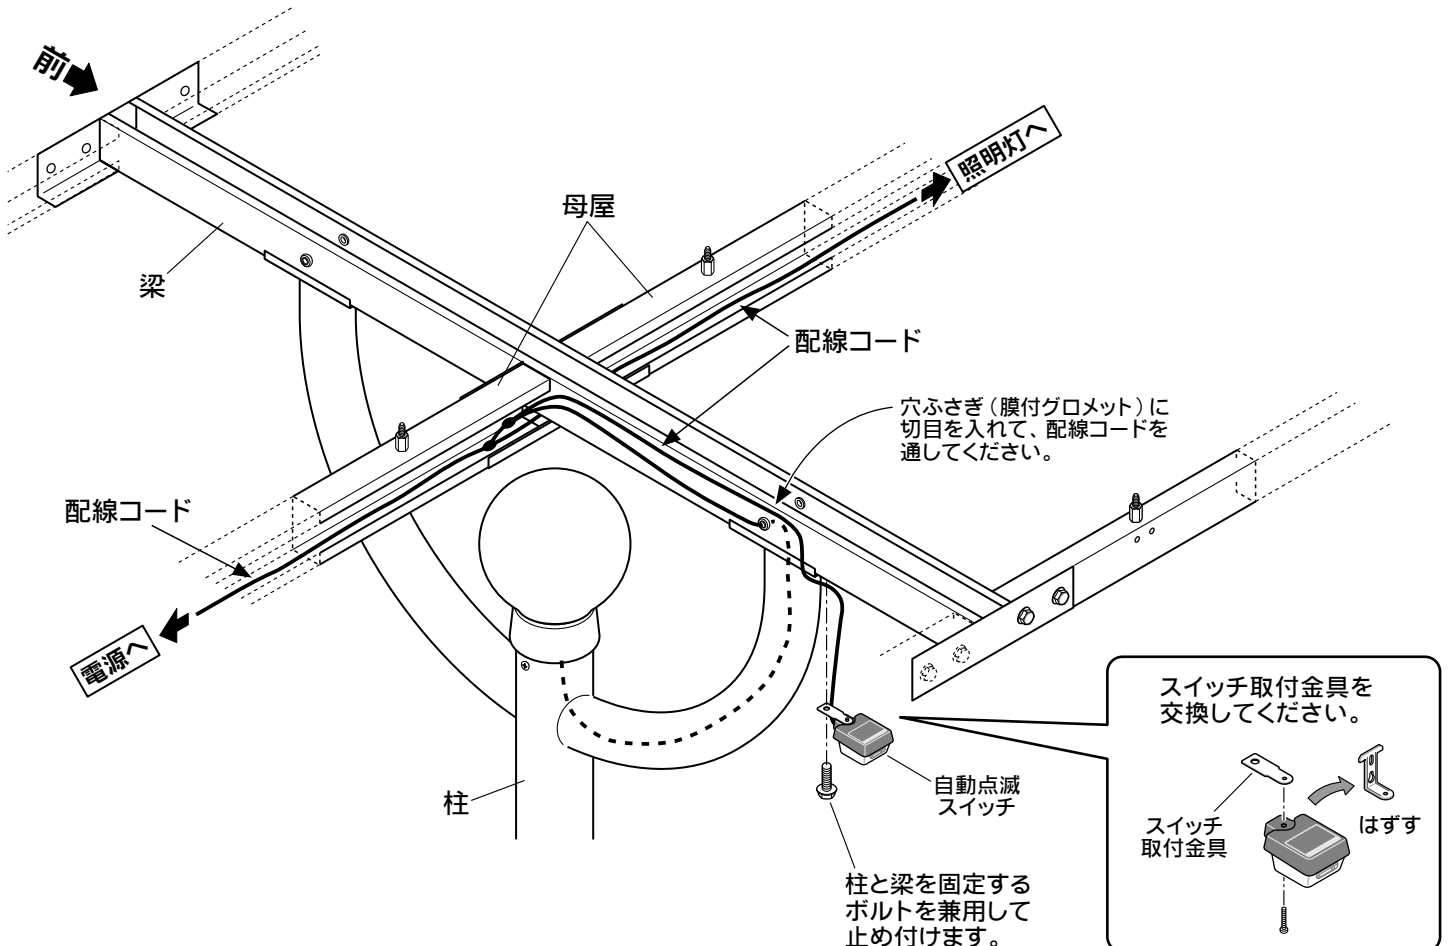 前
照明灯へ
母屋
梁
配線コード
穴ふさぎ（膜付グロメット）に
切目を入れて、配線コードを
通してください。
配線コード
電源へ
スイッチ取付金具を
交換してください。
柱
自動点滅
スイッチ
スイッチ
取付金具
はずす
柱と梁を固定する
ボルトを兼用して
止め付けます。